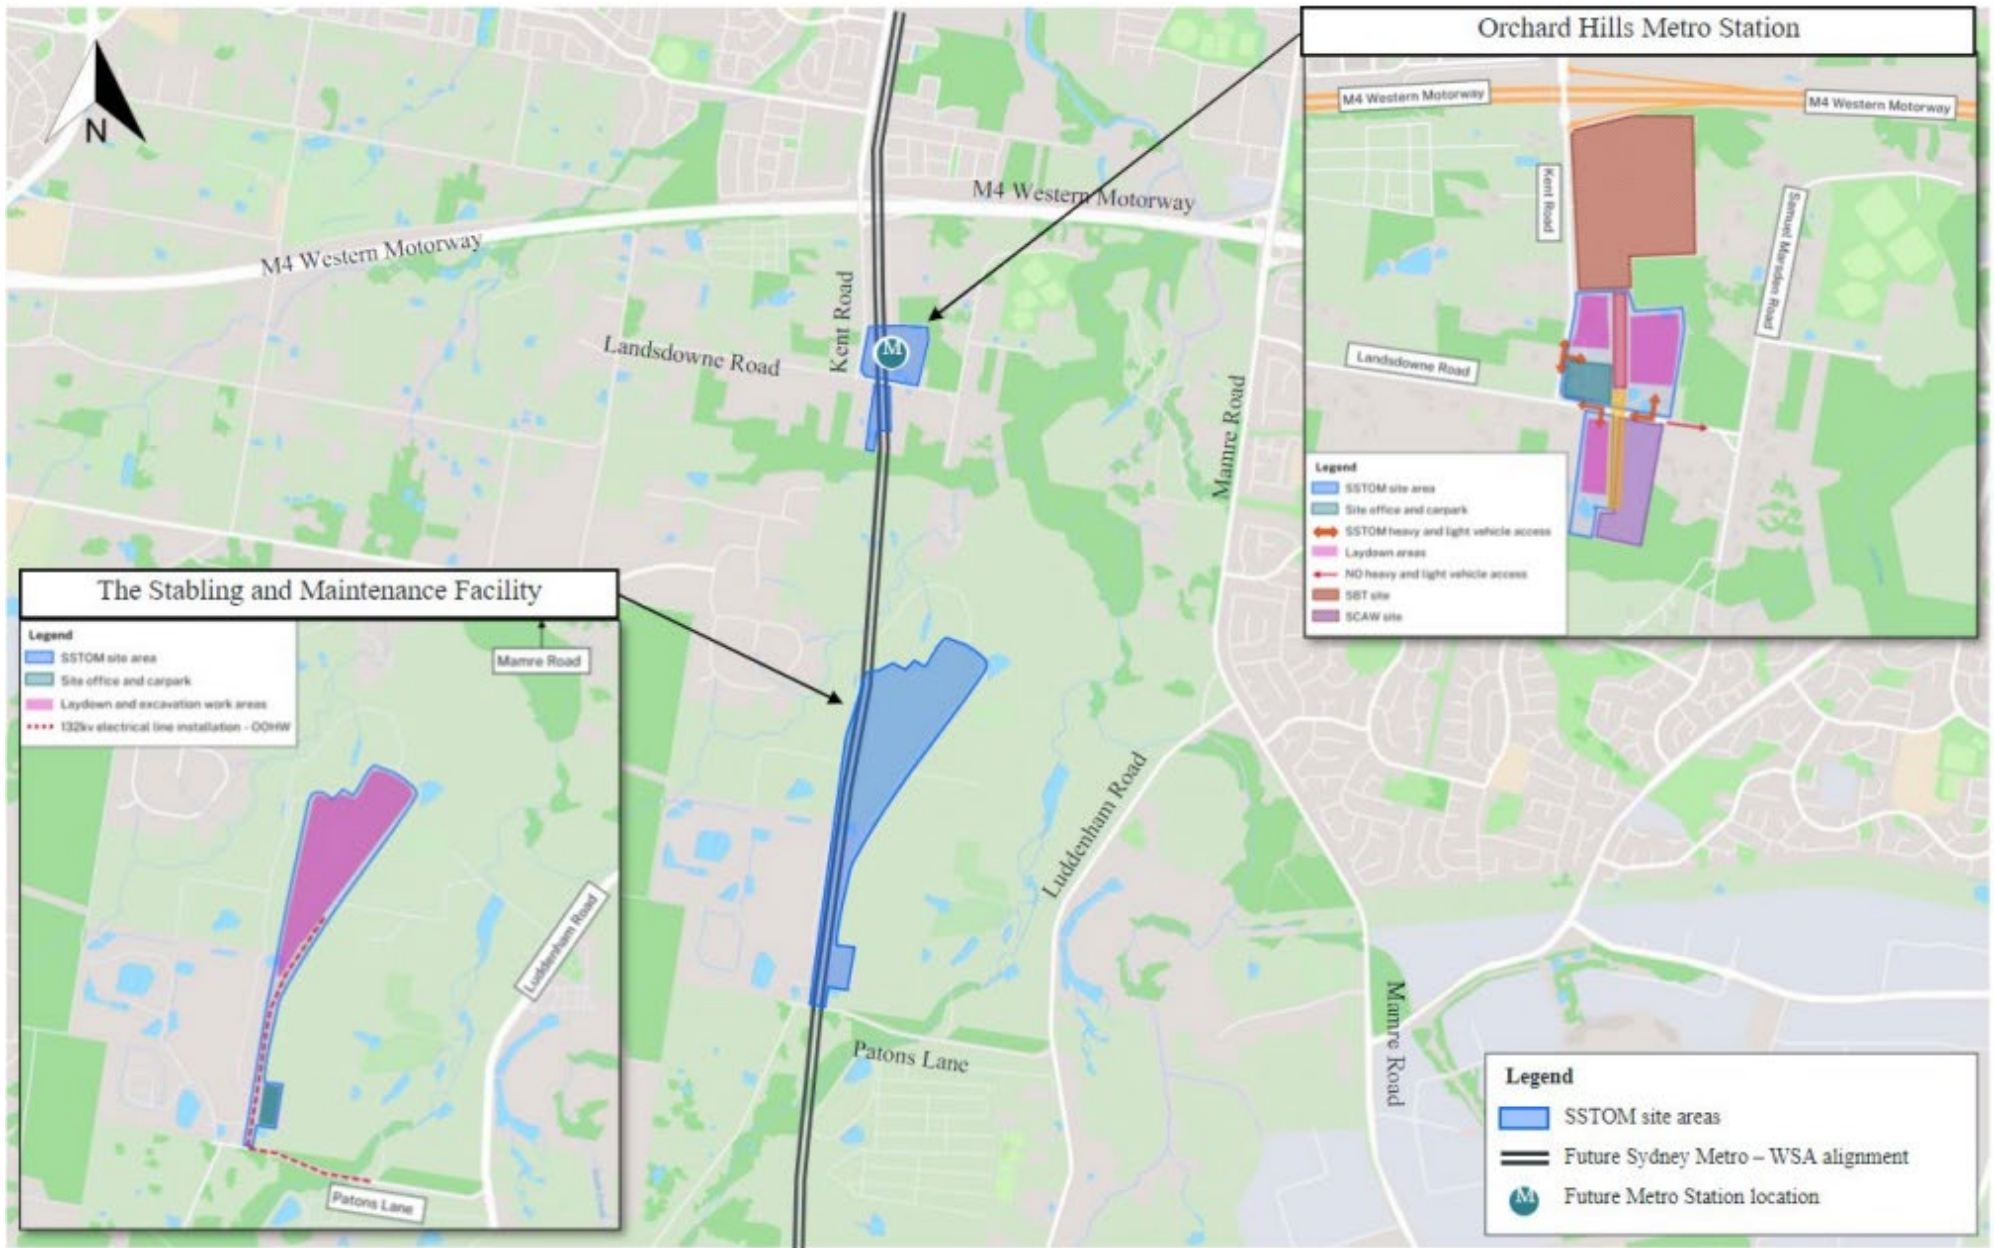 Orchard Hills Metro Station
M4 Western Motorway
M4 Western Motorway
Kent Road
Samuel Marsden Road
Landsdowne Road
Legend
SSTOM site area
Site office and carpark
SSTOM heavy and light vehicle access
Laydown areas
NO heavy and light vehicle access
SBT site
SCAW site
N
M4 Western Motorway
M4 Western Motorway
Kent Road
Landsdowne Road
M
Mamre Road
The Stabling and Maintenance Facility
Legend
SSTOM site area
Site office and carpark
Laydown and excavation work areas
132kv electrical line installation - OOHW
Mamre Road
Luddenham Road
Patons Lane
Luddenham Road
Patons Lane
Mamre Road
Legend
SSTOM site areas
Future Sydney Metro – WSA alignment
M
Future Metro Station location